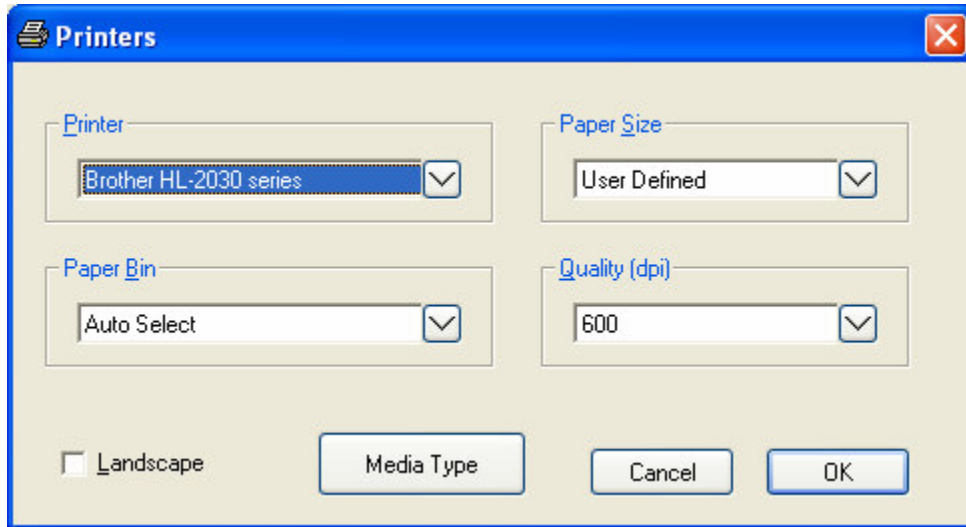 Printers
Printer
Paper Size
Brother HL-2030 series
User Defined
Paper Bin
Quality (dpi)
Auto Select
600
Landscape
Media Type
Cancel
OK